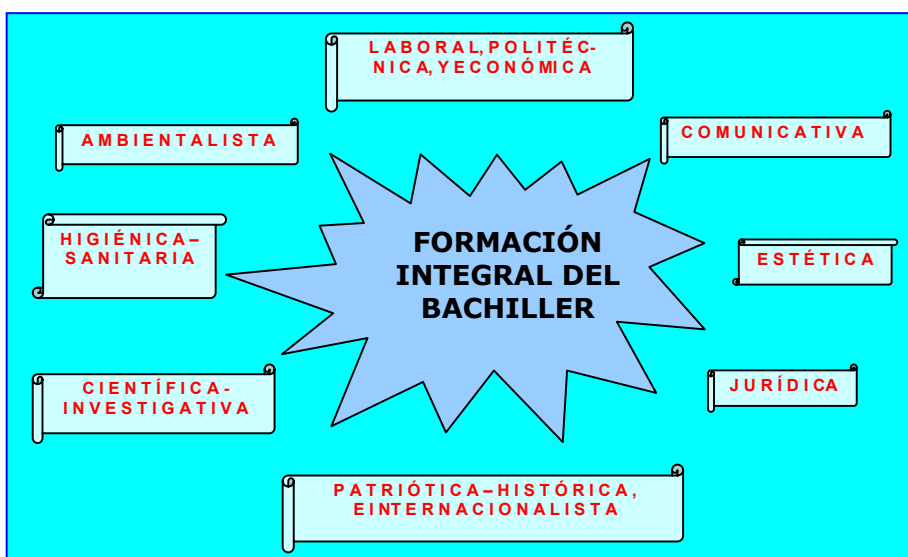 LABORAL, POLITÉC-
NICA, YECONÓMICA
AMBIENTALISTA
COMUNICATIVA
HIGIÉNICA–
SANITARIA
FORMACIÓN
INTEGRAL DEL
BACHILLER
ESTÉTICA
CIENTÍFICA-
INVESTIGATIVA
JURÍDICA
PATRIÓTICA–HISTÓRICA,
EINTERNACIONALISTA